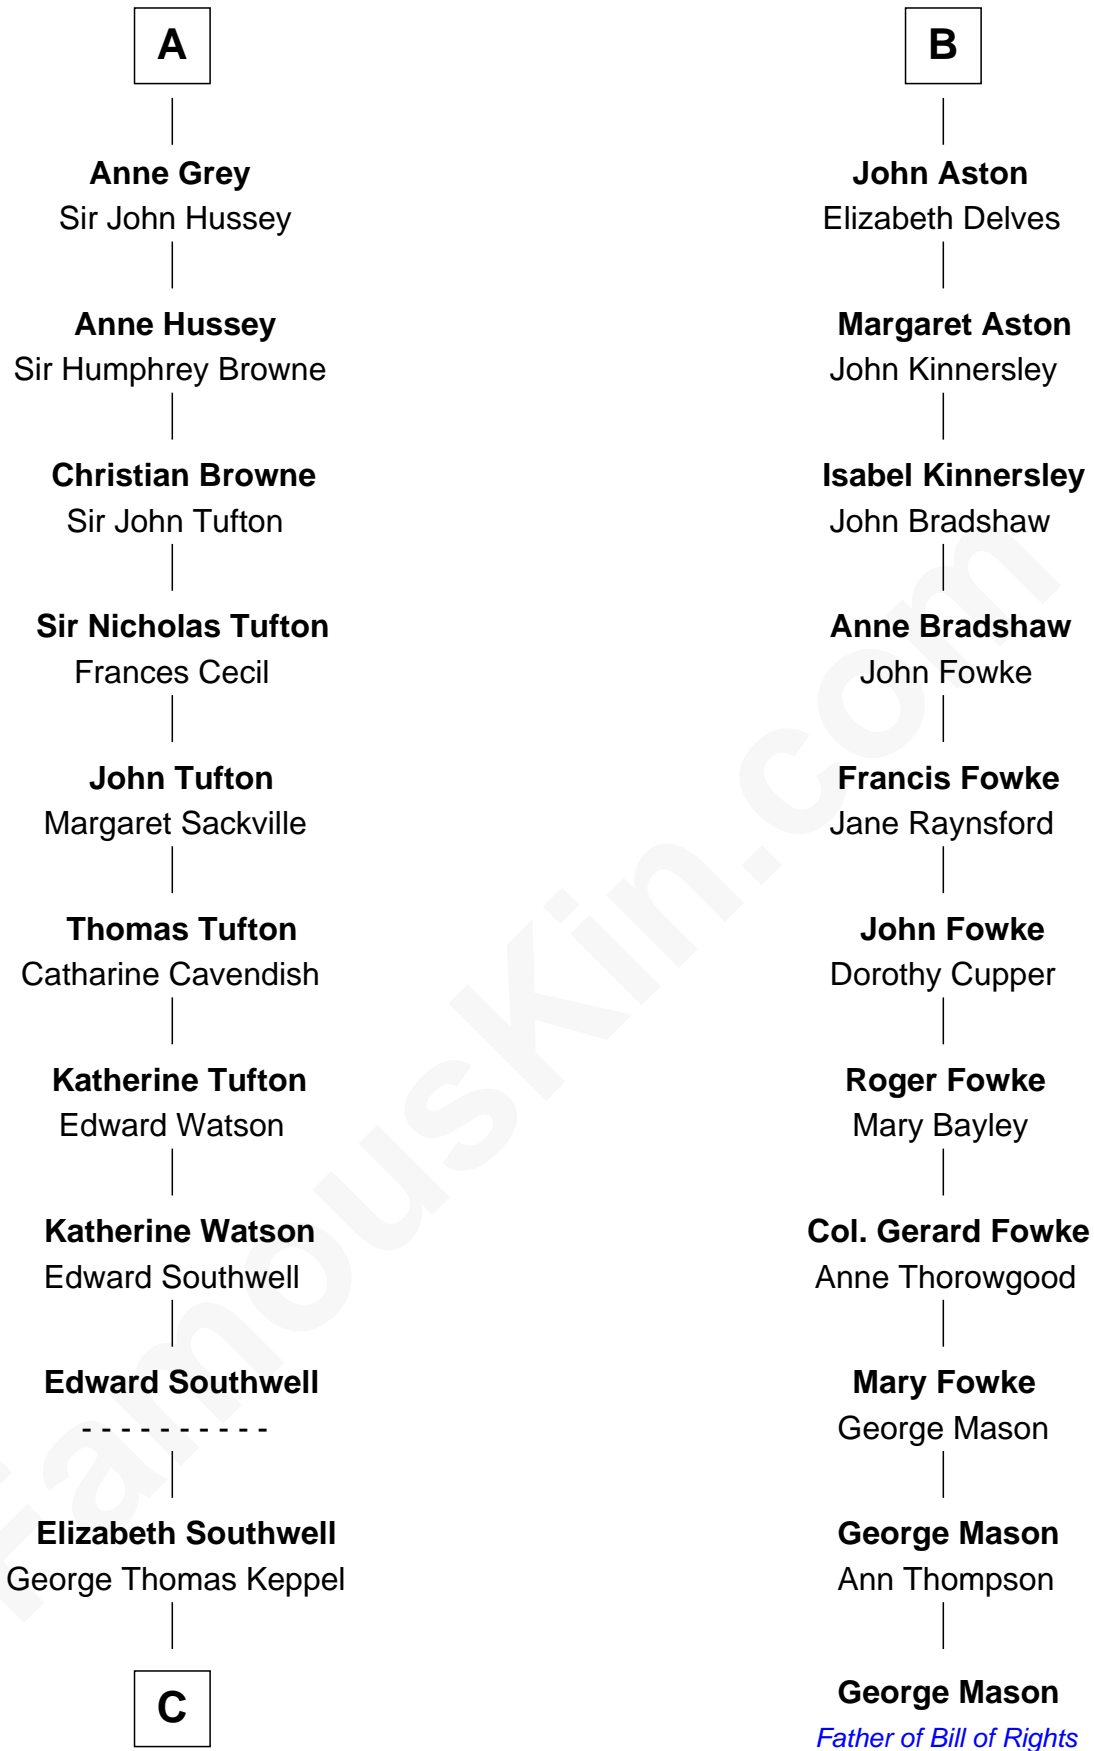 A
Anne Grey
Sir John Hussey
Anne Hussey
Sir Humphrey Browne
Christian Browne
Sir John Tufton
Sir Nicholas Tufton
Frances Cecil
John Tufton
Margaret Sackville
Thomas Tufton
Catharine Cavendish
Katherine Tufton
Edward Watson
Katherine Watson
Edward Southwell
Edward Southwell
- - - - - - - - - -
Elizabeth Southwell
George Thomas Keppel
C
B
John Aston
Elizabeth Delves
Margaret Aston
John Kinnersley
Isabel Kinnersley
John Bradshaw
Anne Bradshaw
John Fowke
Francis Fowke
Jane Raynsford
John Fowke
Dorothy Cupper
Roger Fowke
Mary Bayley
Col. Gerard Fowke
Anne Thorowgood
Mary Fowke
George Mason
George Mason
Ann Thompson
George Mason
Father of Bill of Rights
FamousKin.com